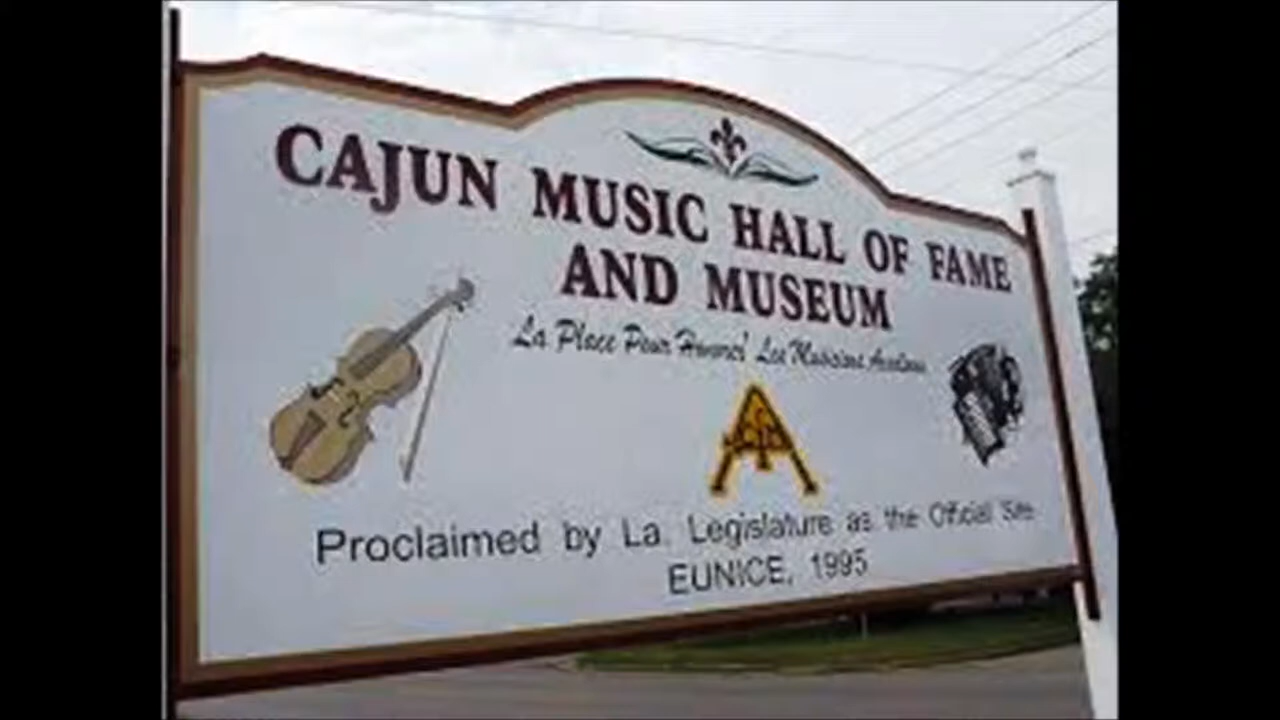 CAJUN MUSIC HALL OF FAME
AND MUSEUM
La Place Pour Honorer Les Musiciens
Proclaimed by La Legislature as the Official Site
EUNICE, 1995